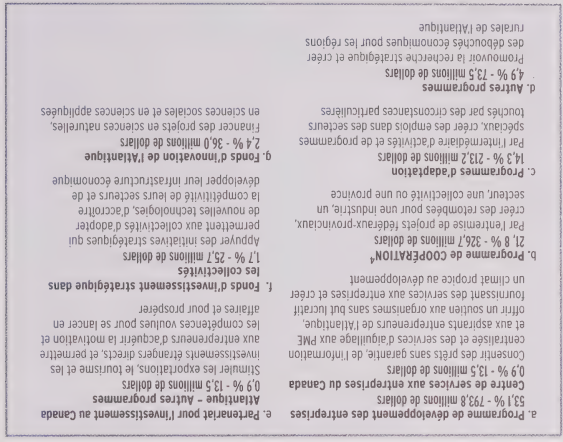 a. Programme de développement des entreprises
53,1 % - 793,8 millions de dollars
Centre de services aux entreprises du Canada
0,9 % - 13,5 millions de dollars
Consentir des prêts sans garantie, de l'information
centralisée et des services d'aiguillage aux PME
et aux aspirants entrepreneurs de l'Atlantique,
offrir un soutien aux organismes sans but lucratif
fournissant des services aux entreprises et créer
un climat propice au développement
b. Programme de COOPÉRATION⁴
21, 8 % - 326,7 millions de dollars
Par l'entremise de projets fédéraux-provinciaux,
créer des retombées pour une industrie, un
secteur, une collectivité ou une province
c. Programmes d'adaptation
14,3 % - 213,2 millions de dollars
Par l'intermédiaire d'activités et de programmes
spéciaux, créer des emplois dans des secteurs
touchés par des circonstances particulières
d. Autres programmes
4,9 % - 73,5 millions de dollars
Promouvoir la recherche stratégique et créer
des débouchés économiques pour les régions
rurales de l'Atlantique
e. Partenariat pour l'investissement au Canada
Atlantique – Autres programmes
0,9 % - 13,5 millions de dollars
Stimuler les exportations, le tourisme et les
investissements étrangers directs, et permettre
aux entrepreneurs d'acquérir la motivation et
les compétences voulues pour se lancer en
affaires et pour prospérer
f. Fonds d'investissement stratégique dans
les collectivités
1,7 % - 25,7 millions de dollars
Appuyer des initiatives stratégiques qui
permettent aux collectivités d'adopter
de nouvelles technologies, d'accroître
la compétitivité de leurs secteurs et de
développer leur infrastructure économique
g. Fonds d'innovation de l'Atlantique
2,4 % - 36,0 millions de dollars
Financer des projets en sciences naturelles,
en sciences sociales et en sciences appliquées